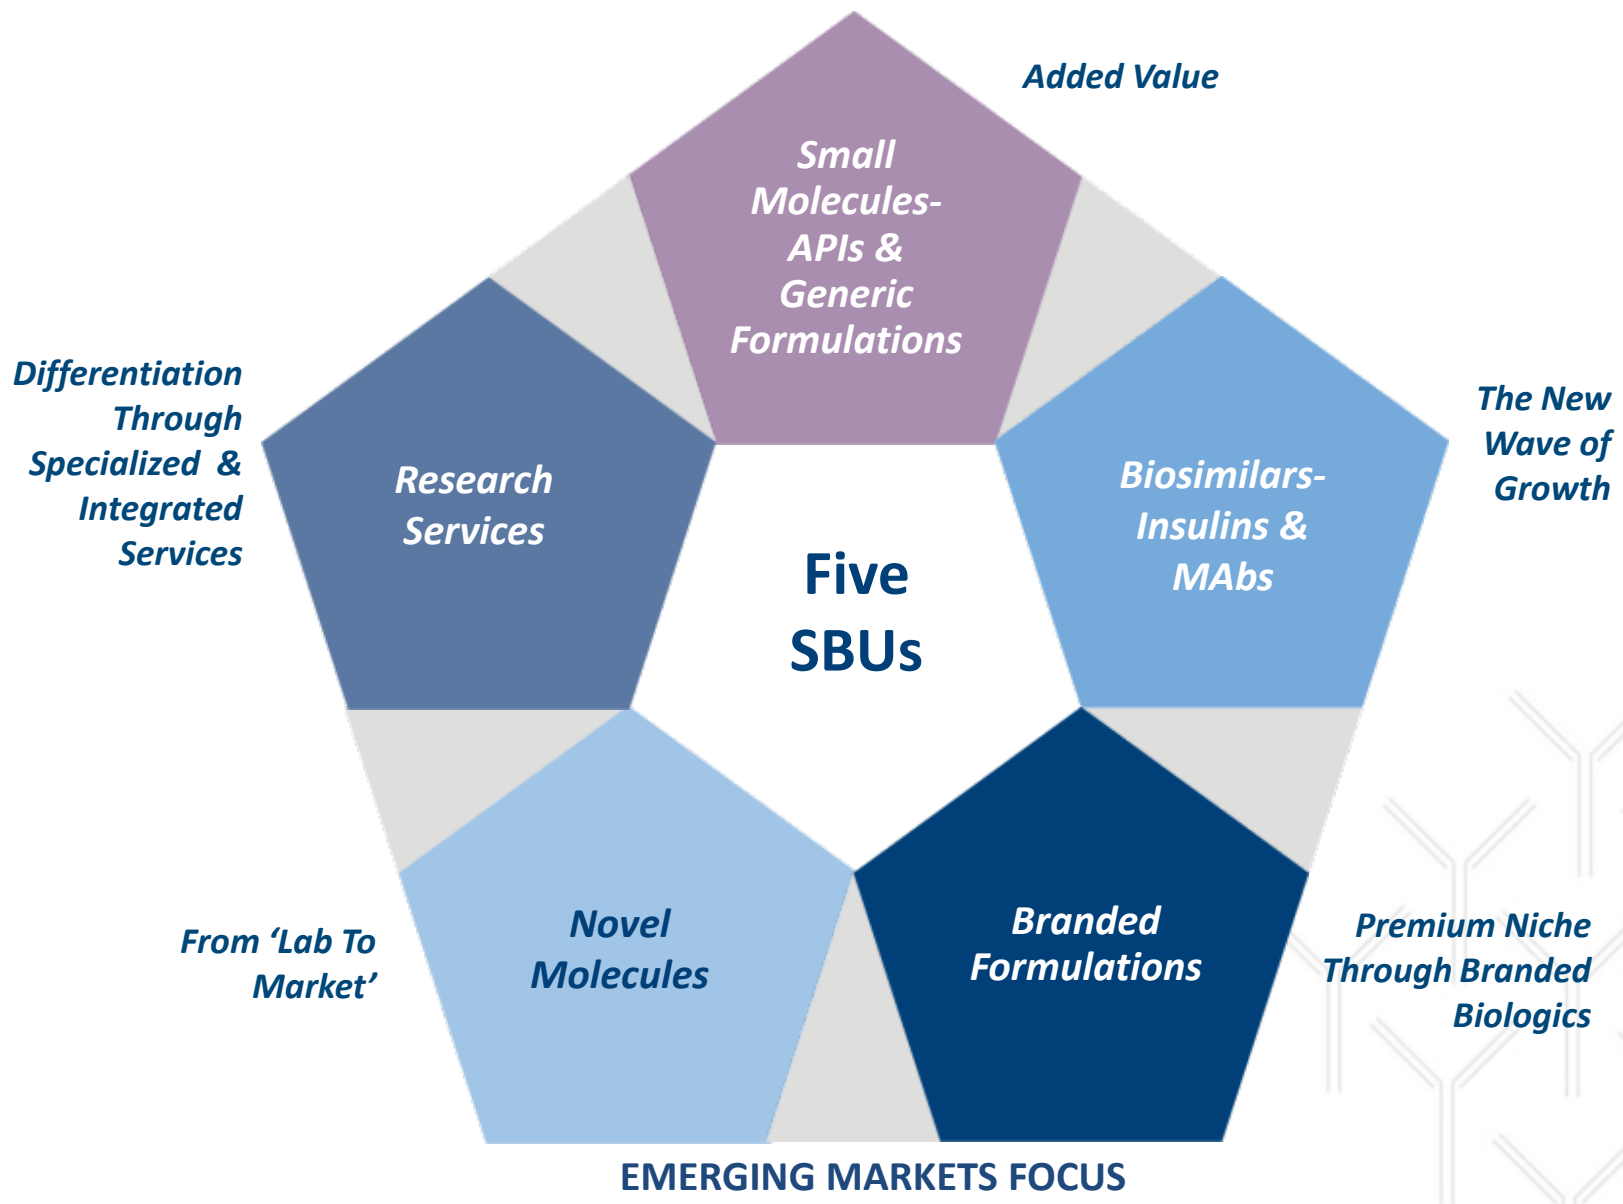 Added Value
Small
Molecules-
APIs &
Generic
Formulations
Differentiation
Through
Specialized & 
Integrated
Services
Research
Services
Biosimilars-
Insulins &
MAbs
The New
Wave of
Growth
Five
SBUs
From ‘Lab To
Market’
Novel
Molecules
Branded
Formulations
Premium Niche
Through Branded
Biologics
EMERGING MARKETS FOCUS